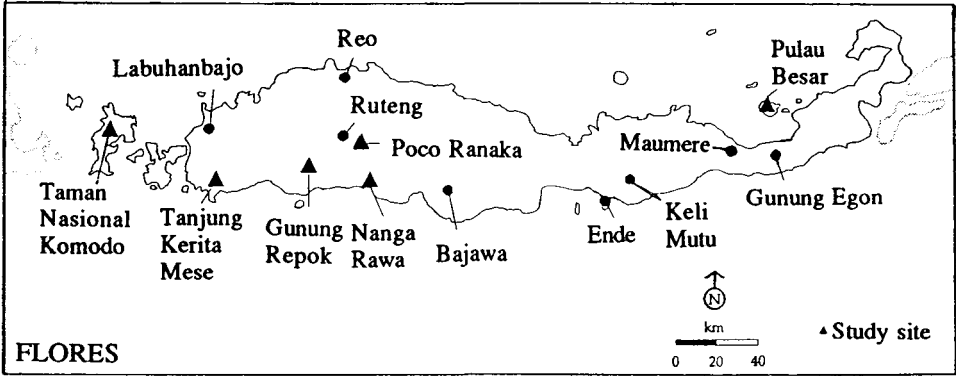 Reo
Pulau
Besar
Labuhanbajo
Ruteng
Maumere
Poco Ranaka
Taman
Nasional
Komodo
Tanjung
Kerita
Mese
Gunung
Repok
Nanga
Rawa
Bajawa
Ende
Keli
Mutu
Gunung Egon
N
km
0 20 40
Study site
FLORES